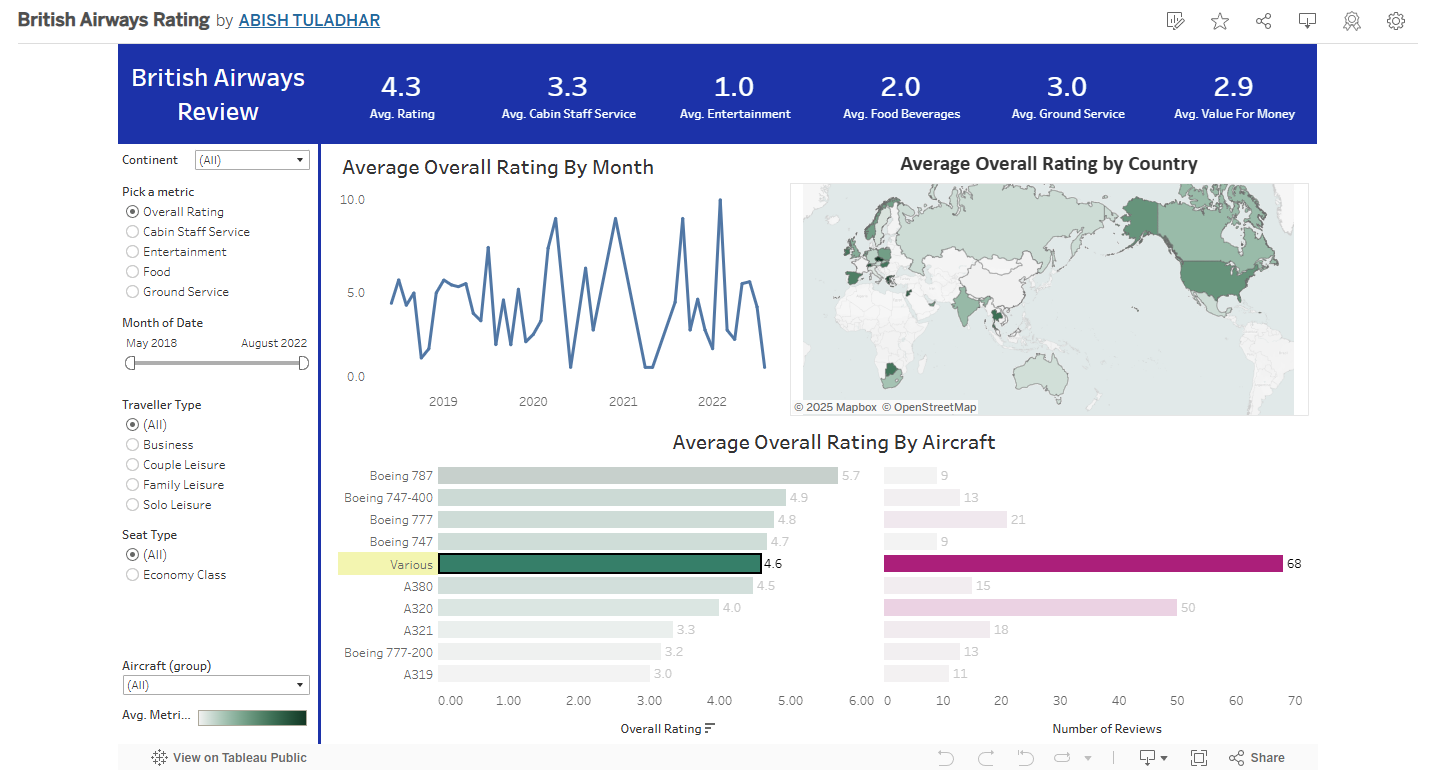 British Airways Rating by ABISH TULADHAR
British Airways
Review
4.3
Avg. Rating
3.3
Avg. Cabin Staff Service
1.0
Avg. Entertainment
2.0
Avg. Food Beverages
3.0
Avg. Ground Service
2.9
Avg. Value For Money
Continent (All)
Pick a metric
Overall Rating
Cabin Staff Service
Entertainment
Food
Ground Service
Month of Date
May 2018 August 2022
Traveller Type
(All)
Business
Couple Leisure
Family Leisure
Solo Leisure
Seat Type
(All)
Economy Class
Aircraft (group)
(All)
Avg. Metri...
Average Overall Rating By Month
10.0
5.0
0.0
2019 2020 2021 2022
Average Overall Rating by Country
© 2025 Mapbox © OpenStreetMap
Average Overall Rating By Aircraft
Boeing 787 5.7 9
Boeing 747-400 4.9 13
Boeing 777 4.8 21
Boeing 747 4.7 9
Various 4.6 68
A380 4.5 15
A320 4.0 50
A321 3.3 18
Boeing 777-200 3.2 13
A319 3.0 11
0.00 1.00 2.00 3.00 4.00 5.00 6.00 0 10 20 30 40 50 60 70
Overall Rating Number of Reviews
View on Tableau Public Share